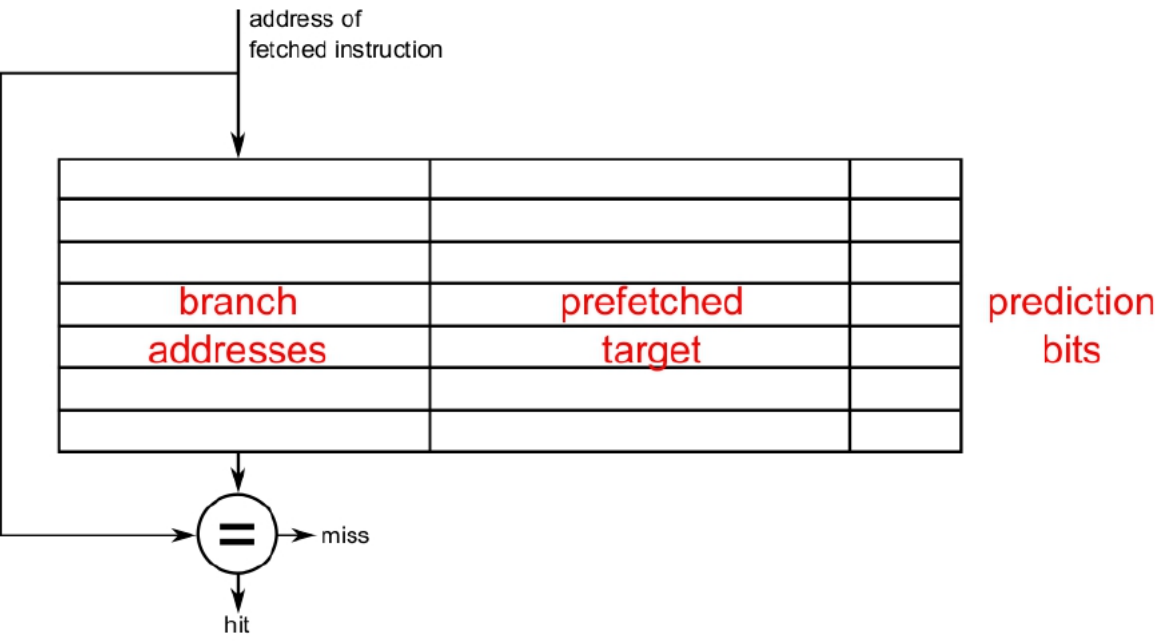 address of
fetched instruction
branch
addresses
prefetched
target
prediction
bits
=
miss
hit